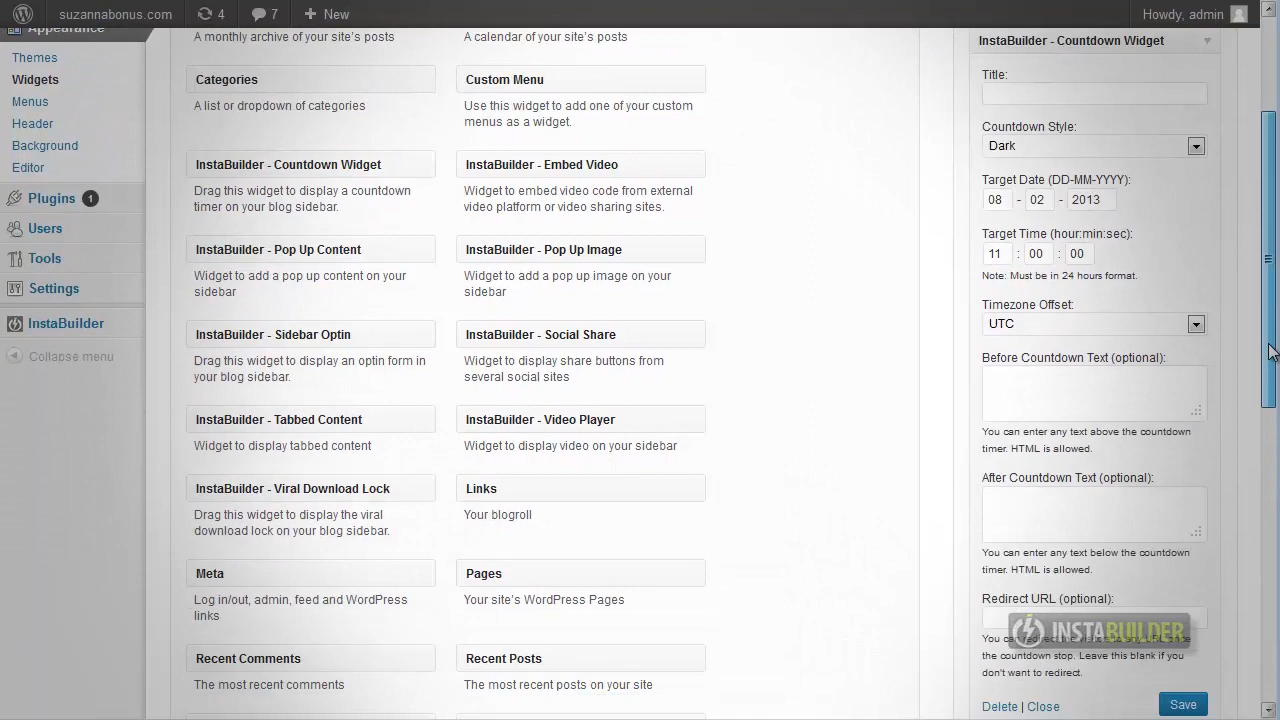 suzannabonus.com 4 7 New Howdy, admin
Appearance
Themes
Widgets
Menus
Header
Background
Editor
Plugins 1
Users
Tools
Settings
InstaBuilder
Collapse menu
A monthly archive of your site's posts
A calendar of your site's posts
Categories
A list or dropdown of categories
Custom Menu
Use this widget to add one of your custom
menus as a widget.
InstaBuilder - Countdown Widget
Drag this widget to display a countdown
timer on your blog sidebar.
InstaBuilder - Embed Video
Widget to embed video code from external
video platform or video sharing sites.
InstaBuilder - Pop Up Content
Widget to add a pop up content on your
sidebar
InstaBuilder - Pop Up Image
Widget to add a pop up image on your
sidebar
InstaBuilder - Sidebar Optin
Drag this widget to display an optin form in
your blog sidebar.
InstaBuilder - Social Share
Widget to display share buttons from
several social sites
InstaBuilder - Tabbed Content
Widget to display tabbed content
InstaBuilder - Video Player
Widget to display video on your sidebar
InstaBuilder - Viral Download Lock
Drag this widget to display the viral
download lock on your blog sidebar.
Links
Your blogroll
Meta
Log in/out, admin, feed and WordPress
links
Pages
Your site's WordPress Pages
Recent Comments
The most recent comments
Recent Posts
The most recent posts on your site
InstaBuilder - Countdown Widget
Title:
Countdown Style:
Dark
Target Date (DD-MM-YYYY):
08 - 02 - 2013
Target Time (hour:min:sec):
11 : 00 : 00
Note: Must be in 24 hours format.
Timezone Offset:
UTC
Before Countdown Text (optional):
You can enter any text above the countdown
timer. HTML is allowed.
After Countdown Text (optional):
You can enter any text below the countdown
timer. HTML is allowed.
Redirect URL (optional):
INSTABUILDER
You can redirect the visitor to any URL once
the countdown stop. Leave this blank if you
don't want to redirect.
Delete | Close
Save